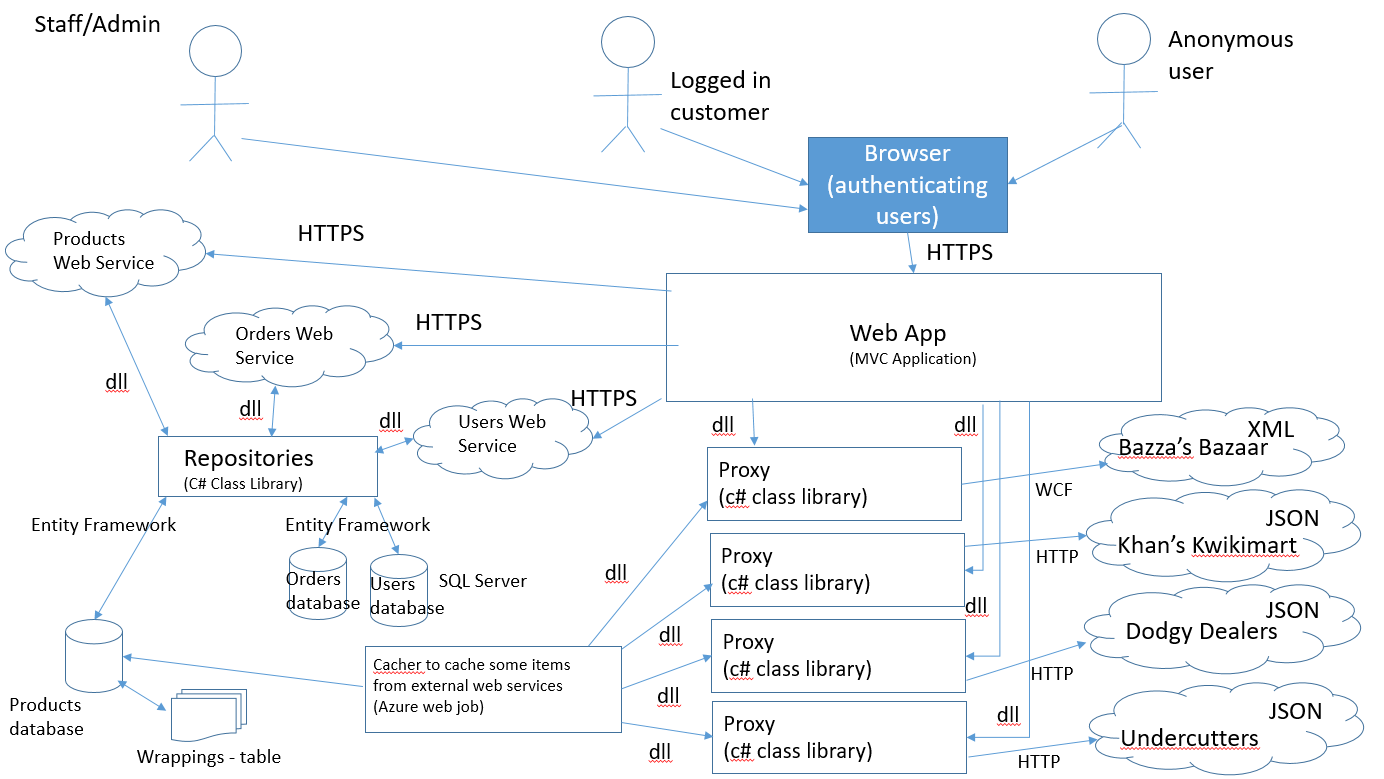 Staff/Admin
Logged in
customer
Anonymous
user
Browser
(authenticating
users)
HTTPS
Products
Web Service
HTTPS
Orders Web
Service
HTTPS
Web App
(MVC Application)
dll
dll
dll
Users Web
Service
HTTPS
dll
dll
Repositories
(C# Class Library)
Entity Framework
Entity Framework
Orders
database
Users
database
SQL Server
Products
database
Wrappings - table
Cacher to cache some items
from external web services
(Azure web job)
dll
dll
dll
dll
Proxy
(c# class library)
WCF
XML
Bazza's Bazaar
Proxy
(c# class library)
HTTP
JSON
Khan's Kwikimart
dll
Proxy
(c# class library)
HTTP
JSON
Dodgy Dealers
dll
Proxy
(c# class library)
HTTP
JSON
Undercutters